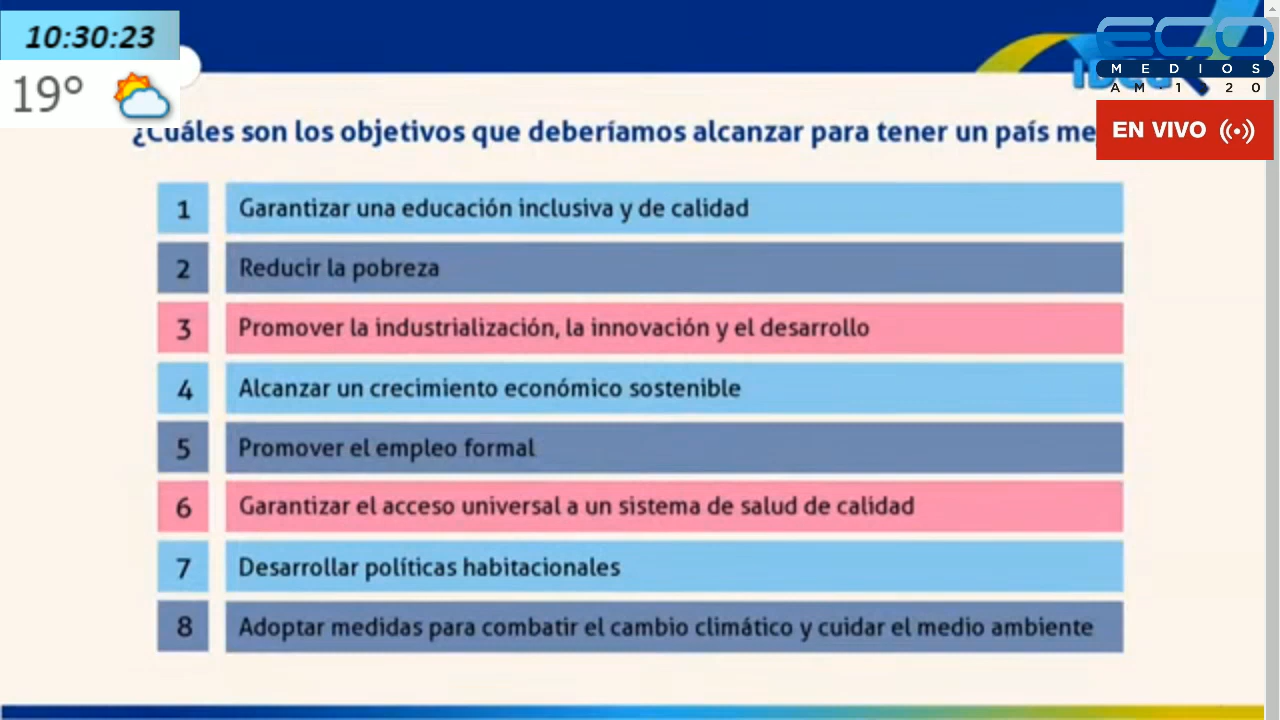 10:30:23
19°
ECO
MEDIOS
AM 1 20
EN VIVO
¿Cuáles son los objetivos que deberíamos alcanzar para tener un país me
1 Garantizar una educación inclusiva y de calidad
2 Reducir la pobreza
3 Promover la industrialización, la innovación y el desarrollo
4 Alcanzar un crecimiento económico sostenible
5 Promover el empleo formal
6 Garantizar el acceso universal a un sistema de salud de calidad
7 Desarrollar políticas habitacionales
8 Adoptar medidas para combatir el cambio climático y cuidar el medio ambiente